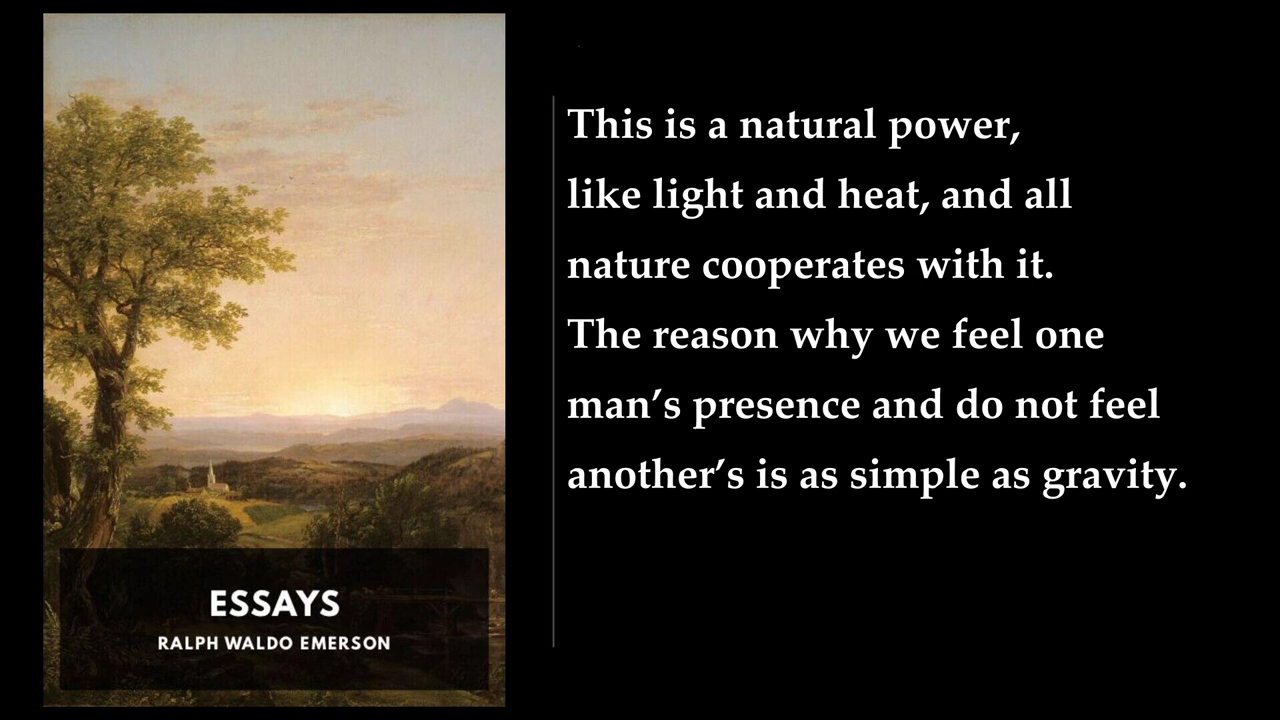 This is a natural power,
like light and heat, and all
nature cooperates with it.
The reason why we feel one
man’s presence and do not feel
another’s is as simple as gravity.
ESSAYS
RALPH WALDO EMERSON